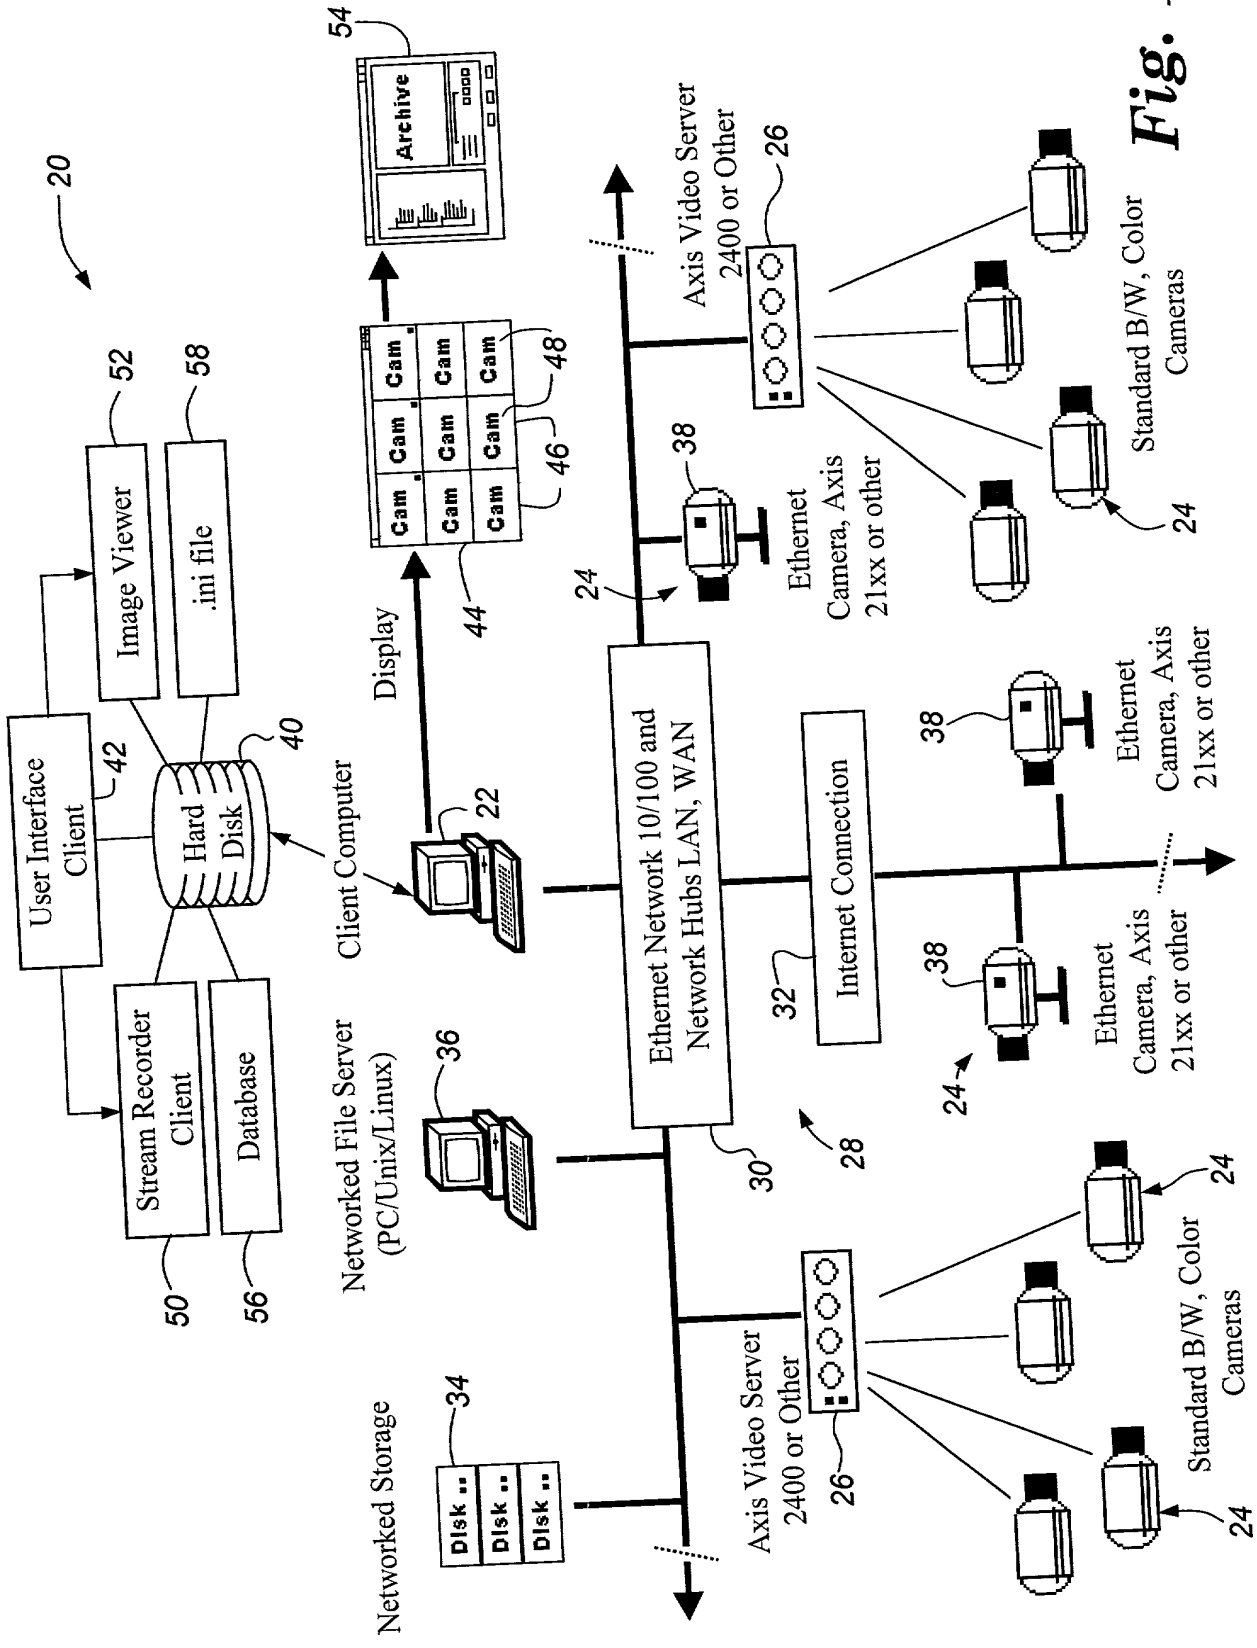 20
User Interface
Client
42
Stream Recorder
Client
50
Database
56
Hard
Disk
40
Image Viewer
52
.ini file
58
Networked Storage
34
Disk ..
Disk ..
Disk ..
Networked File Server
(PC/Unix/Linux)
36
Client Computer
22
Display
44
Cam
Cam
Cam
Cam
Cam
Cam
Cam
Cam
Cam
46
48
Archive
54
Ethernet Network 10/100 and
Network Hubs LAN, WAN
30
28
Internet Connection
32
Axis Video Server
2400 or Other
26
Standard B/W, Color
Cameras
24
24
38
24
Ethernet
Camera, Axis
21xx or other
38
Ethernet
Camera, Axis
21xx or other
24
38
Ethernet
Camera, Axis
21xx or other
Axis Video Server
2400 or Other
26
Standard B/W, Color
Cameras
24
Fig.